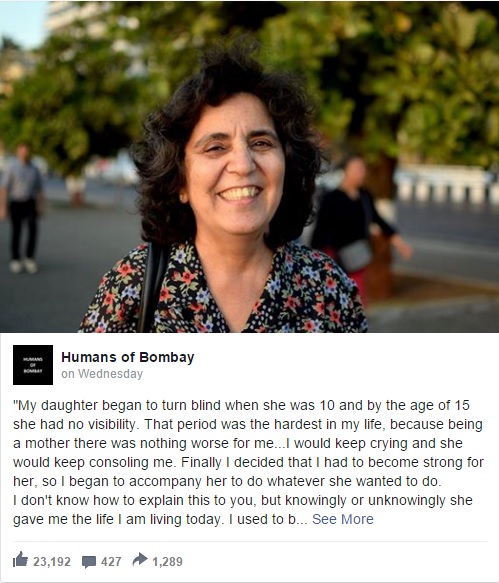 HUMANS
OF
BOMBAY
Humans of Bombay
on Wednesday
"My daughter began to turn blind when she was 10 and by the age of 15
she had no visibility. That period was the hardest in my life, because being
a mother there was nothing worse for me...I would keep crying and she
would keep consoling me. Finally I decided that I had to become strong for
her, so I began to accompany her to do whatever she wanted to do.
I don't know how to explain this to you, but knowingly or unknowingly she
gave me the life I am living today. I used to b... See More
23,192 427 1,289